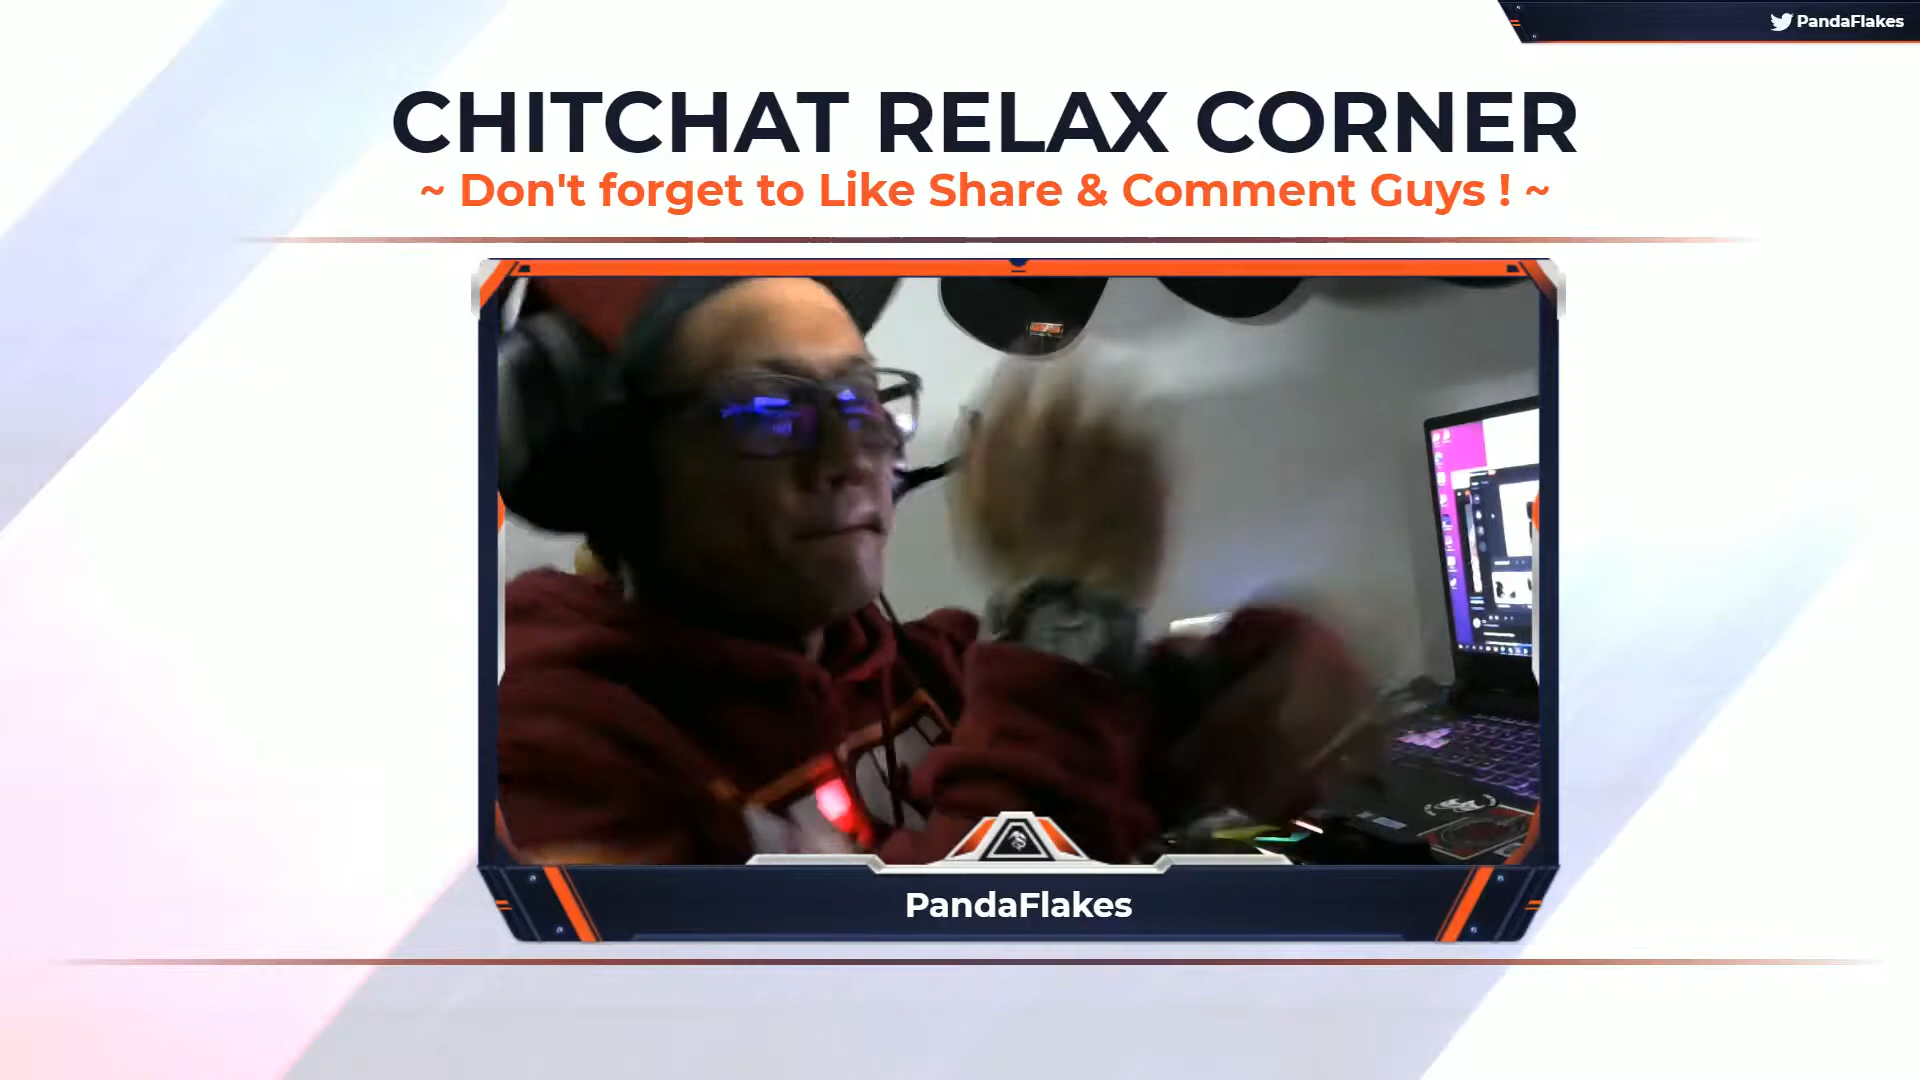 PandaFlakes
CHITCHAT RELAX CORNER
~ Don't forget to Like Share & Comment Guys ! ~
PandaFlakes